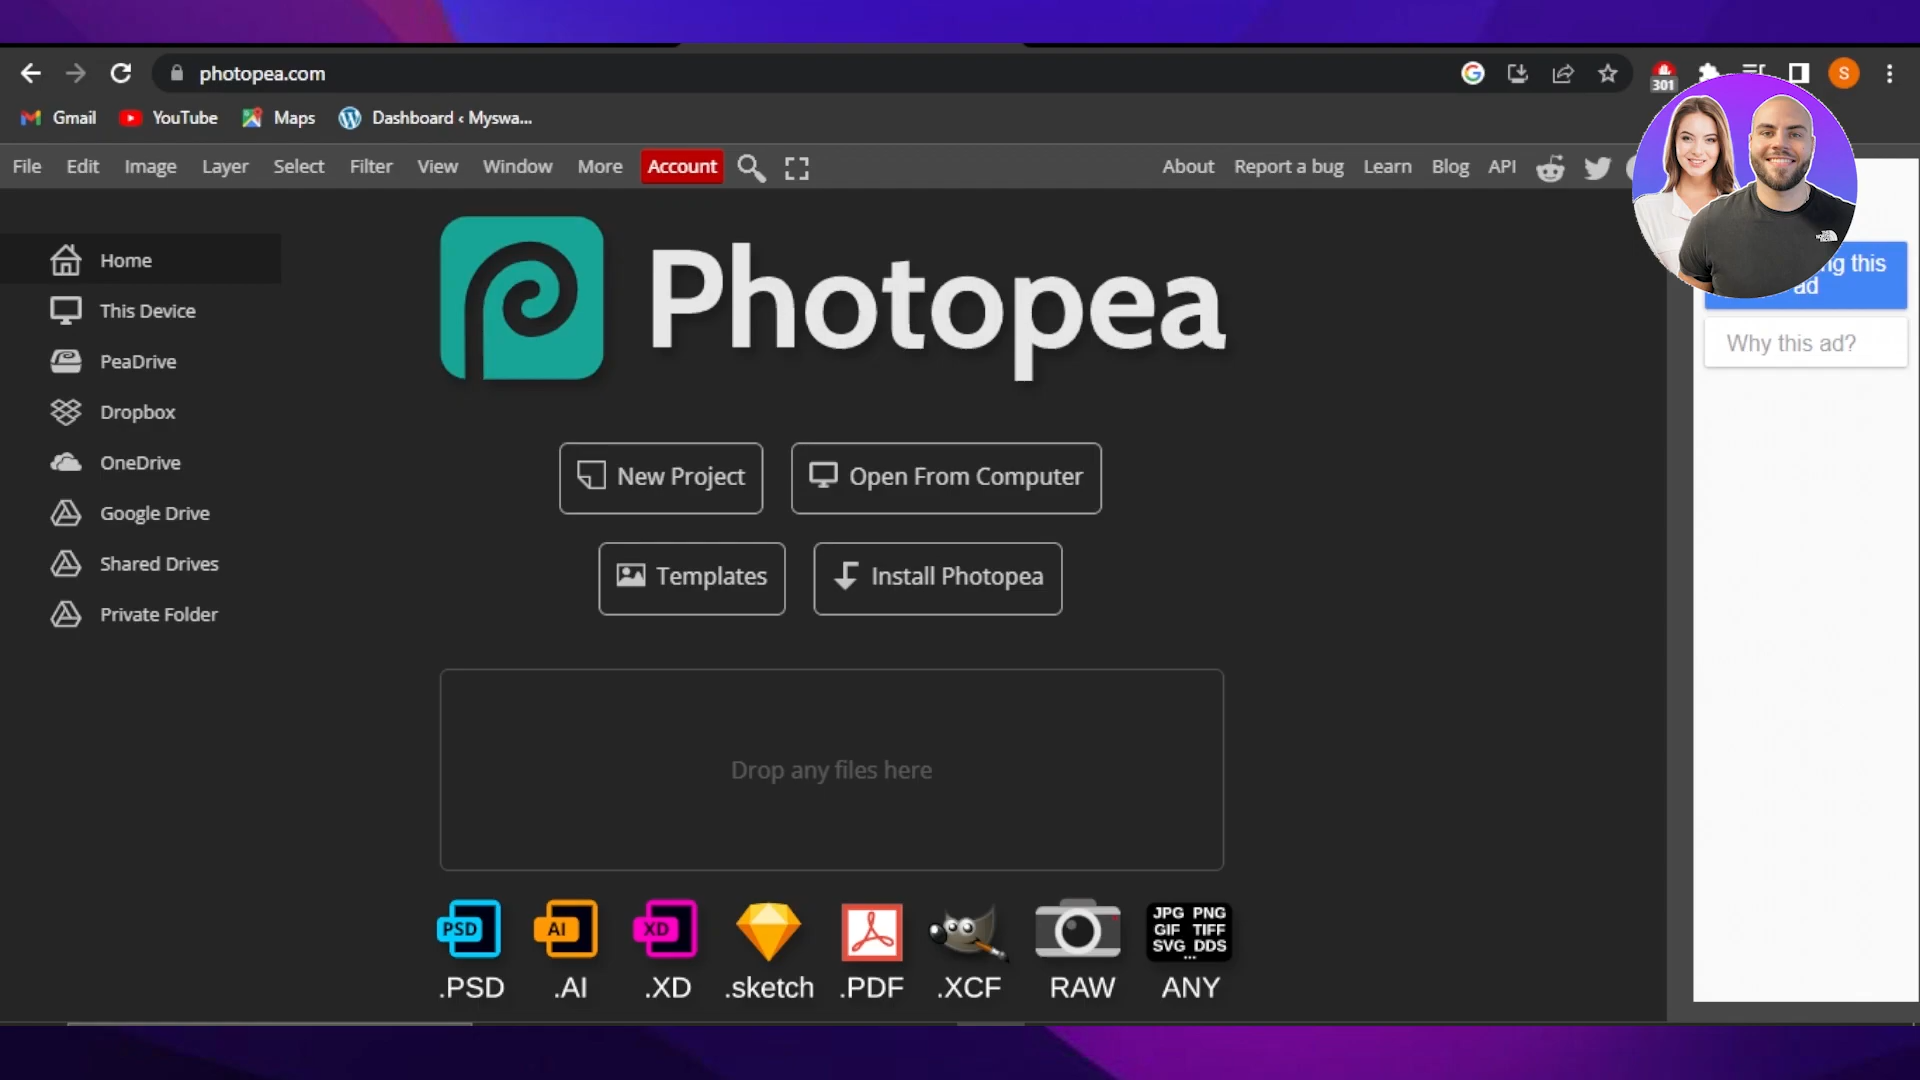 photopea.com
301
S
Gmail YouTube Maps Dashboard ‹ Myswa...
File Edit Image Layer Select Filter View Window More Account About Report a bug Learn Blog API
Home
This Device
PeaDrive
Dropbox
OneDrive
Google Drive
Shared Drives
Private Folder
Photopea
New Project Open From Computer
Templates Install Photopea
Drop any files here
PSD AI XD
JPG PNG
GIF TIFF
SVG DDS
...
.PSD .AI .XD .sketch .PDF .XCF RAW ANY
this
ad
Why this ad?